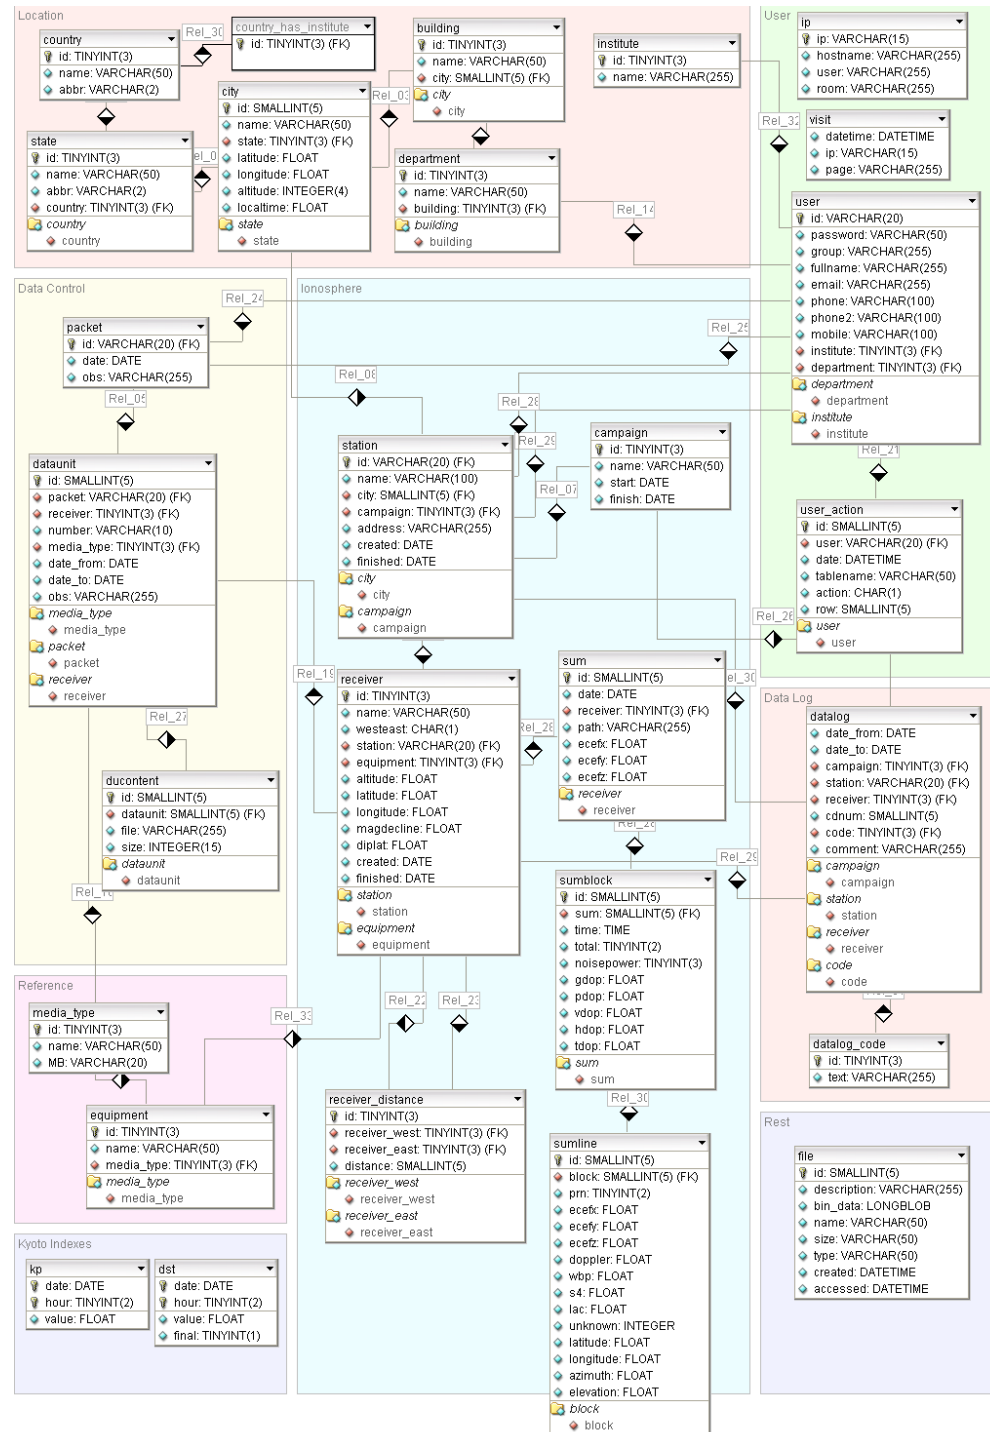 Location
country
id: TINYINT(3)
name: VARCHAR(50)
abbr: VARCHAR(2)
Rel_30
country_has_institute
id: TINYINT(3) (FK)
building
id: TINYINT(3)
name: VARCHAR(50)
city: SMALLINT(5) (FK)
city
city
institute
id: TINYINT(3)
name: VARCHAR(255)
state
id: TINYINT(3)
name: VARCHAR(50)
abbr: VARCHAR(2)
country: TINYINT(3) (FK)
country
country
city
id: SMALLINT(5)
name: VARCHAR(50)
state: TINYINT(3) (FK)
latitude: FLOAT
longitude: FLOAT
altitude: INTEGER(4)
localtime: FLOAT
state
state
Rel_03
department
id: TINYINT(3)
name: VARCHAR(50)
building: TINYINT(3) (FK)
building
building
Rel_14
User
ip
ip: VARCHAR(15)
hostname: VARCHAR(255)
user: VARCHAR(255)
room: VARCHAR(255)
Rel_32
visit
datetime: DATETIME
ip: VARCHAR(15)
page: VARCHAR(255)
user
id: VARCHAR(20)
password: VARCHAR(50)
group: VARCHAR(255)
fullname: VARCHAR(255)
email: VARCHAR(255)
phone: VARCHAR(100)
phone2: VARCHAR(100)
mobile: VARCHAR(100)
institute: TINYINT(3) (FK)
department: TINYINT(3) (FK)
department
department
institute
institute
Rel_21
user_action
id: SMALLINT(5)
user: VARCHAR(20) (FK)
date: DATETIME
tablename: VARCHAR(50)
action: CHAR(1)
row: SMALLINT(5)
user
user
Data Control
Rel_24
packet
id: VARCHAR(20) (FK)
date: DATE
obs: VARCHAR(255)
Rel_05
dataunit
id: SMALLINT(5)
packet: VARCHAR(20) (FK)
receiver: TINYINT(3) (FK)
number: VARCHAR(10)
media_type: TINYINT(3) (FK)
date_from: DATE
date_to: DATE
obs: VARCHAR(255)
media_type
media_type
packet
packet
receiver
receiver
Rel_27
ducontent
id: SMALLINT(5)
dataunit: SMALLINT(5) (FK)
file: VARCHAR(255)
size: INTEGER(15)
dataunit
dataunit
Ionosphere
Rel_25
Rel_08
Rel_28
Rel_29
Rel_07
station
id: VARCHAR(20) (FK)
name: VARCHAR(100)
city: SMALLINT(5) (FK)
campaign: TINYINT(3) (FK)
address: VARCHAR(255)
created: DATE
finished: DATE
city
city
campaign
campaign
campaign
id: TINYINT(3)
name: VARCHAR(50)
start: DATE
finish: DATE
Rel_26
Rel_19
receiver
id: TINYINT(3)
name: VARCHAR(50)
westeast: CHAR(1)
station: VARCHAR(20) (FK)
equipment: TINYINT(3) (FK)
altitude: FLOAT
latitude: FLOAT
longitude: FLOAT
magdecline: FLOAT
diplat: FLOAT
created: DATE
finished: DATE
station
station
equipment
equipment
sum
id: SMALLINT(5)
date: DATE
receiver: TINYINT(3) (FK)
path: VARCHAR(255)
ecefx: FLOAT
ecefy: FLOAT
ecefz: FLOAT
receiver
receiver
Rel_29
sumblock
id: SMALLINT(5)
sum: SMALLINT(5) (FK)
time: TIME
total: TINYINT(2)
noisepower: TINYINT(3)
gdop: FLOAT
pdop: FLOAT
vdop: FLOAT
hdop: FLOAT
tdop: FLOAT
sum
sum
Rel_30
sumline
id: SMALLINT(5)
block: SMALLINT(5) (FK)
prn: TINYINT(2)
ecefx: FLOAT
ecefy: FLOAT
ecefz: FLOAT
doppler: FLOAT
wbp: FLOAT
s4: FLOAT
lac: FLOAT
unknown: INTEGER
latitude: FLOAT
longitude: FLOAT
azimuth: FLOAT
elevation: FLOAT
block
block
Rel_22
Rel_23
receiver_distance
id: TINYINT(3)
receiver_west: TINYINT(3) (FK)
receiver_east: TINYINT(3) (FK)
distance: SMALLINT(5)
receiver_west
receiver_west
receiver_east
receiver_east
Data Log
datalog
date_from: DATE
date_to: DATE
campaign: TINYINT(3) (FK)
station: VARCHAR(20) (FK)
receiver: TINYINT(3) (FK)
cdnum: SMALLINT(5)
code: TINYINT(3) (FK)
comment: VARCHAR(255)
campaign
campaign
station
station
receiver
receiver
code
code
datalog_code
id: TINYINT(3)
text: VARCHAR(255)
Reference
Rel_33
media_type
id: TINYINT(3)
name: VARCHAR(50)
MB: VARCHAR(20)
equipment
id: TINYINT(3)
name: VARCHAR(50)
media_type: TINYINT(3) (FK)
media_type
media_type
Kyoto Indexes
kp
date: DATE
hour: TINYINT(2)
value: FLOAT
dst
date: DATE
hour: TINYINT(2)
value: FLOAT
final: TINYINT(1)
Rest
file
id: SMALLINT(5)
description: VARCHAR(255)
bin_data: LONGBLOB
name: VARCHAR(50)
size: VARCHAR(50)
type: VARCHAR(50)
created: DATETIME
accessed: DATETIME